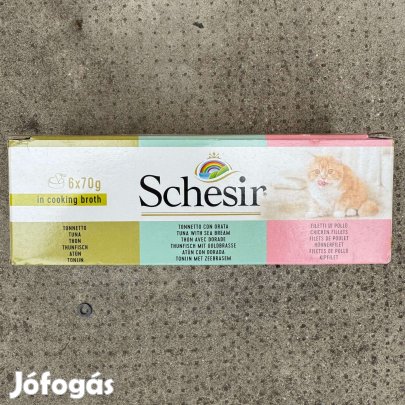 6x70g
in cooking broth
Schesir
TONNETTO
TUNA
THON
THUNFISCH
ATÚN
TONIJN
TONNETTO CON ORATA
TUNA WITH SEA BREAM
THON AVEC DORADE
THUNFISCH MIT GOLDBRASSE
ATÚN CON DORADA
TONIJN MET ZEEBRASEM
FILETTI DI POLLO
CHICKEN FILLETS
FILETS DE POULET
HÜHNERFILET
FILETES DE POLLO
KIPFILET
Jófogás